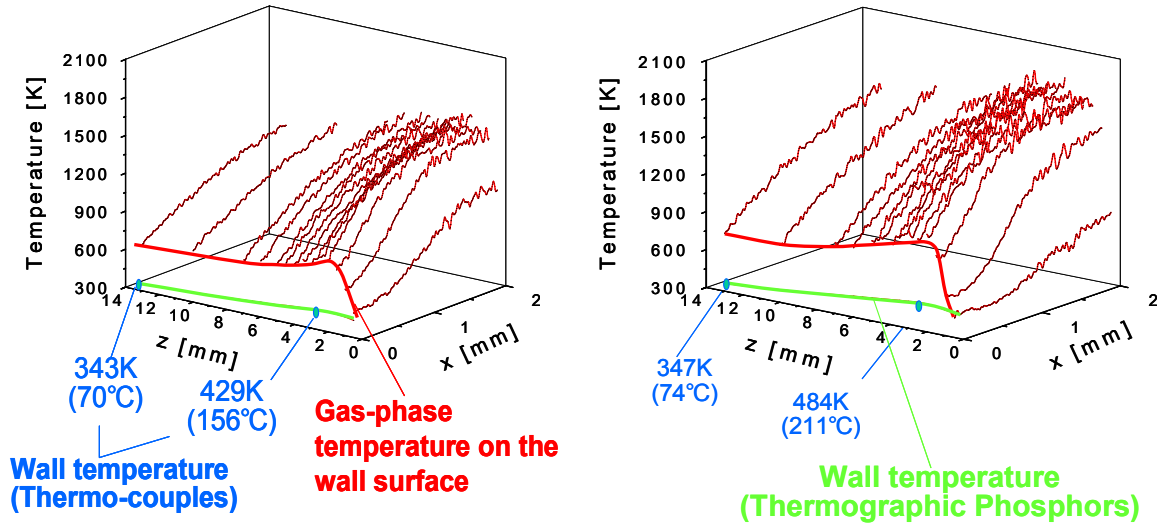 Temperature [K]
2100
1800
1500
1200
900
600
300
14
12
10
8
6
4
2
0
z [mm]
0
1
2
x [mm]
343K
(70℃)
429K
(156℃)
Wall temperature
(Thermo-couples)
Gas-phase
temperature on the
wall surface
Temperature [K]
2100
1800
1500
1200
900
600
300
14
12
10
8
6
4
2
0
z [mm]
0
1
2
x [mm]
347K
(74℃)
484K
(211℃)
Wall temperature
(Thermographic Phosphors)